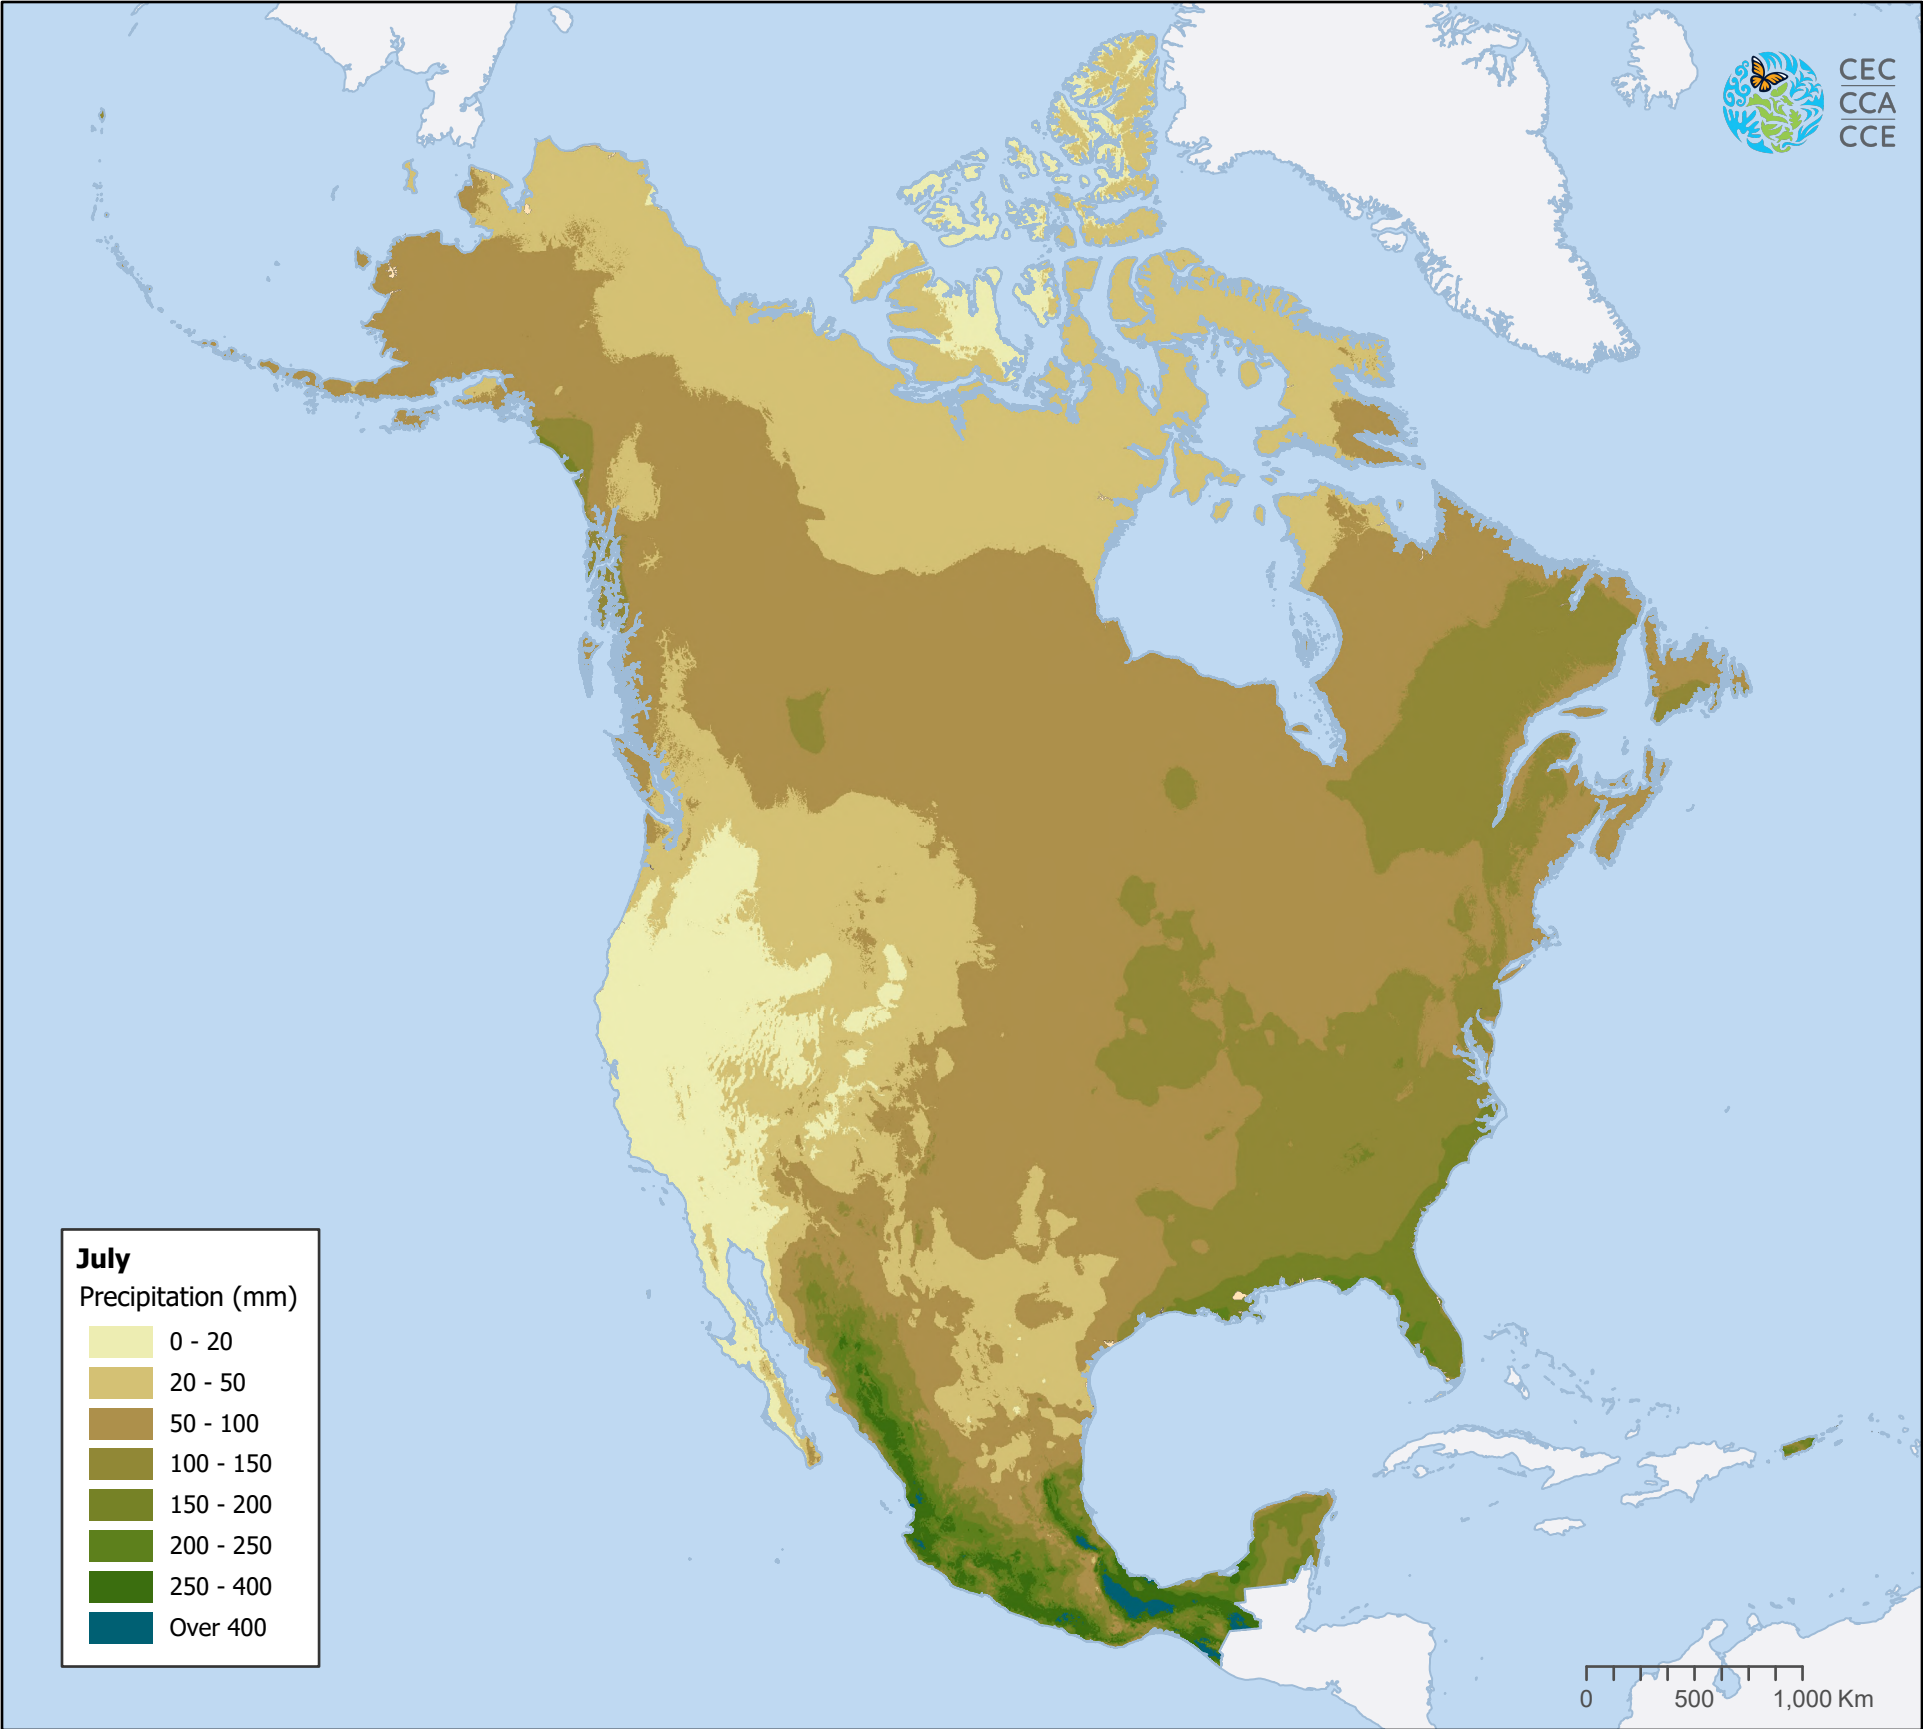 CEC
CCA
CCE
July
Precipitation (mm)
0 - 20
20 - 50
50 - 100
100 - 150
150 - 200
200 - 250
250 - 400
Over 400
0 500 1,000 Km